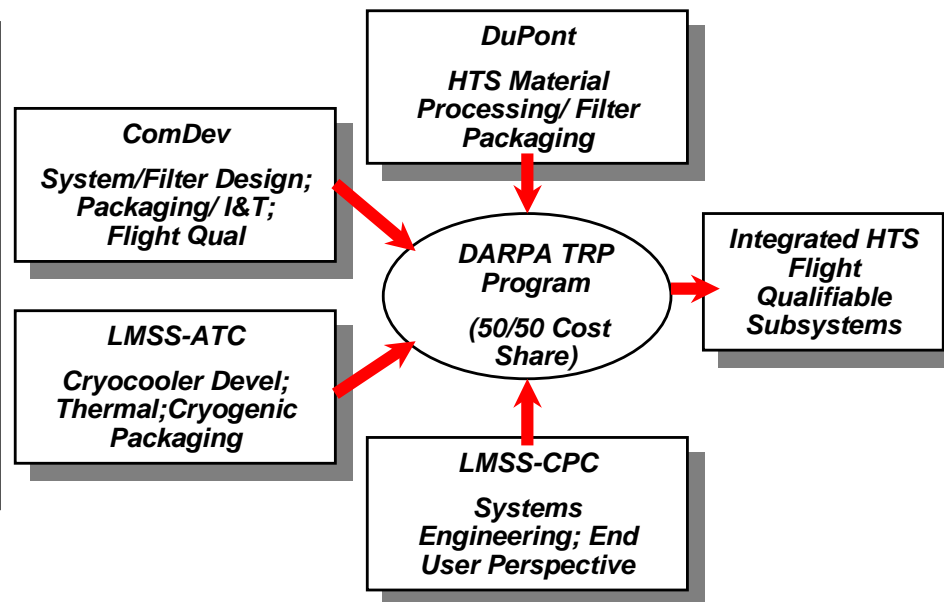 DuPont
HTS Material
Processing/ Filter
Packaging
ComDev
System/Filter Design;
Packaging/ I&T;
Flight Qual
DARPA TRP
Program
(50/50 Cost
Share)
Integrated HTS
Flight
Qualifiable
Subsystems
LMSS-ATC
Cryocooler Devel;
Thermal;Cryogenic
Packaging
LMSS-CPC
Systems
Engineering; End
User Perspective